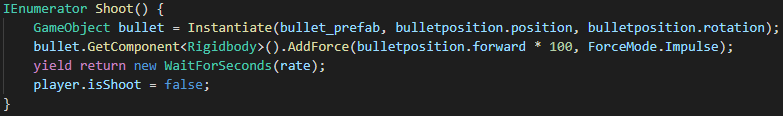 IEnumerator Shoot() {
GameObject bullet = Instantiate(bullet_prefab, bulletposition.position, bulletposition.rotation);
bullet.GetComponent<Rigidbody>().AddForce(bulletposition.forward * 100, ForceMode.Impulse);
yield return new WaitForSeconds(rate);
player.isShoot = false;
}